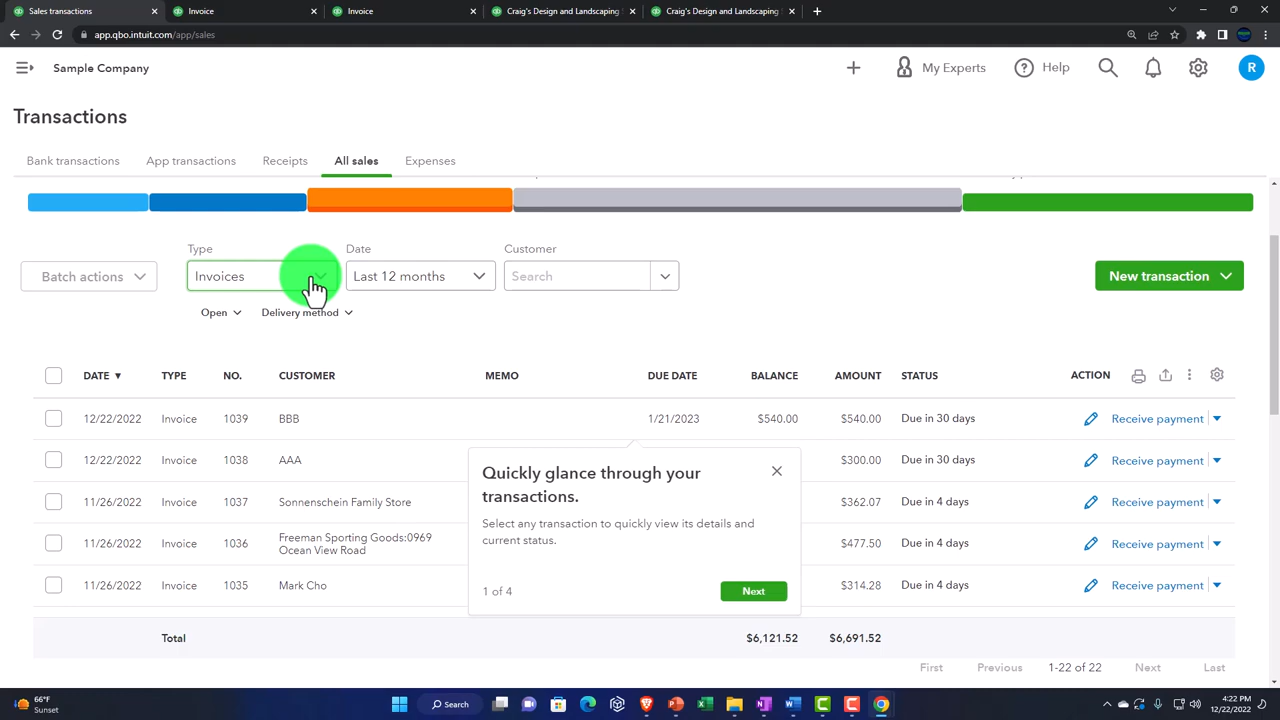 Sales transactions
Invoice
Invoice
Craig's Design and Landscaping
Craig's Design and Landscaping
app.qbo.intuit.com/app/sales
Sample Company
My Experts
Help
R
Transactions
Bank transactions
App transactions
Receipts
All sales
Expenses
Type
Date
Customer
Batch actions
Invoices
Last 12 months
Search
New transaction
Open
Delivery method
DATE TYPE NO. CUSTOMER MEMO DUE DATE BALANCE AMOUNT STATUS ACTION
12/22/2022 Invoice 1039 BBB 1/21/2023 $540.00 $540.00 Due in 30 days Receive payment
12/22/2022 Invoice 1038 AAA $300.00 Due in 30 days Receive payment
11/26/2022 Invoice 1037 Sonnenschein Family Store $362.07 Due in 4 days Receive payment
11/26/2022 Invoice 1036 Freeman Sporting Goods:0969 $477.50 Due in 4 days Receive payment
Ocean View Road
11/26/2022 Invoice 1035 Mark Cho $314.28 Due in 4 days Receive payment
Quickly glance through your
transactions.
Select any transaction to quickly view its details and
current status.
1 of 4
Next
Total $6,121.52 $6,691.52
First Previous 1-22 of 22 Next Last
66°F
Sunset
Search
4:22 PM
12/22/2022